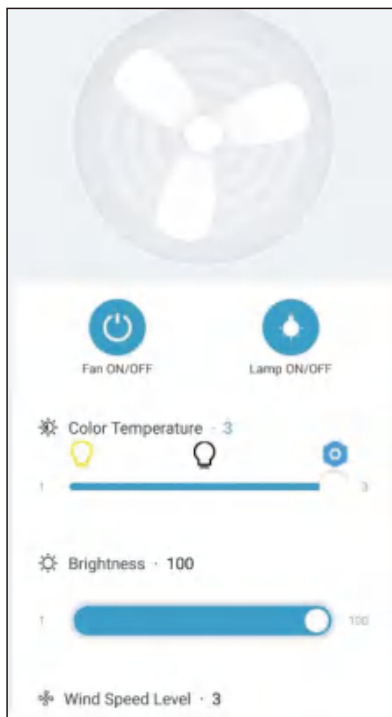 Fan ON/OFF Lamp ON/OFF
Color Temperature · 3
1 3
Brightness · 100
1 100
Wind Speed Level · 3